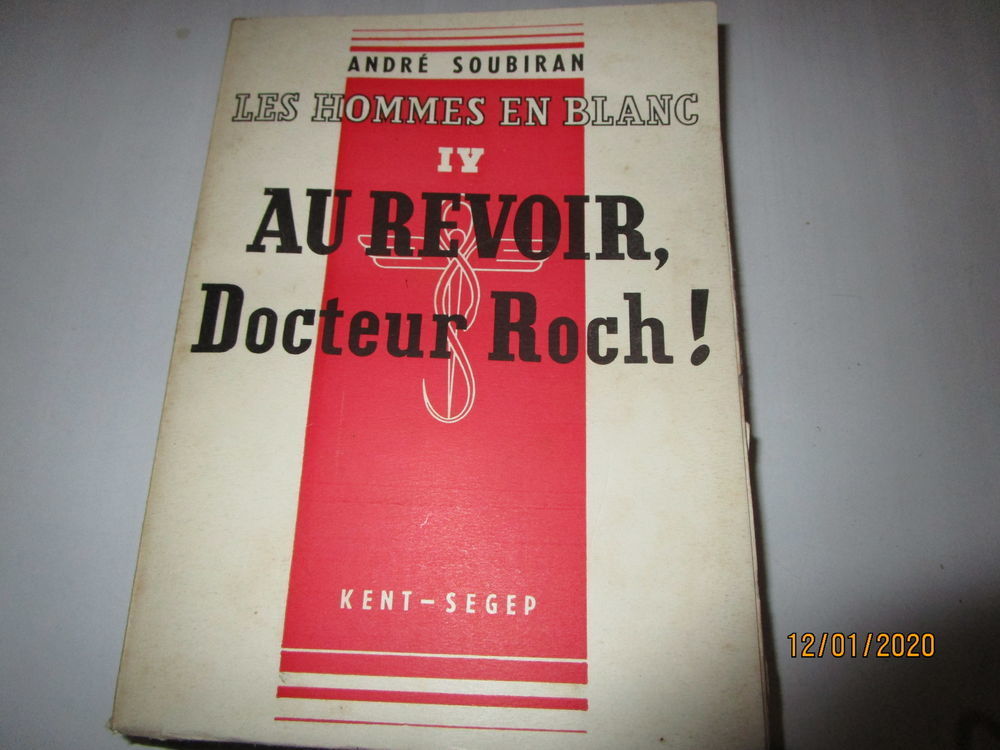 ANDRÉ SOUBIRAN
LES HOMMES EN BLANC
IV
AU REVOIR,
Docteur Roch !
KENT-SEGEP
12/01/2020